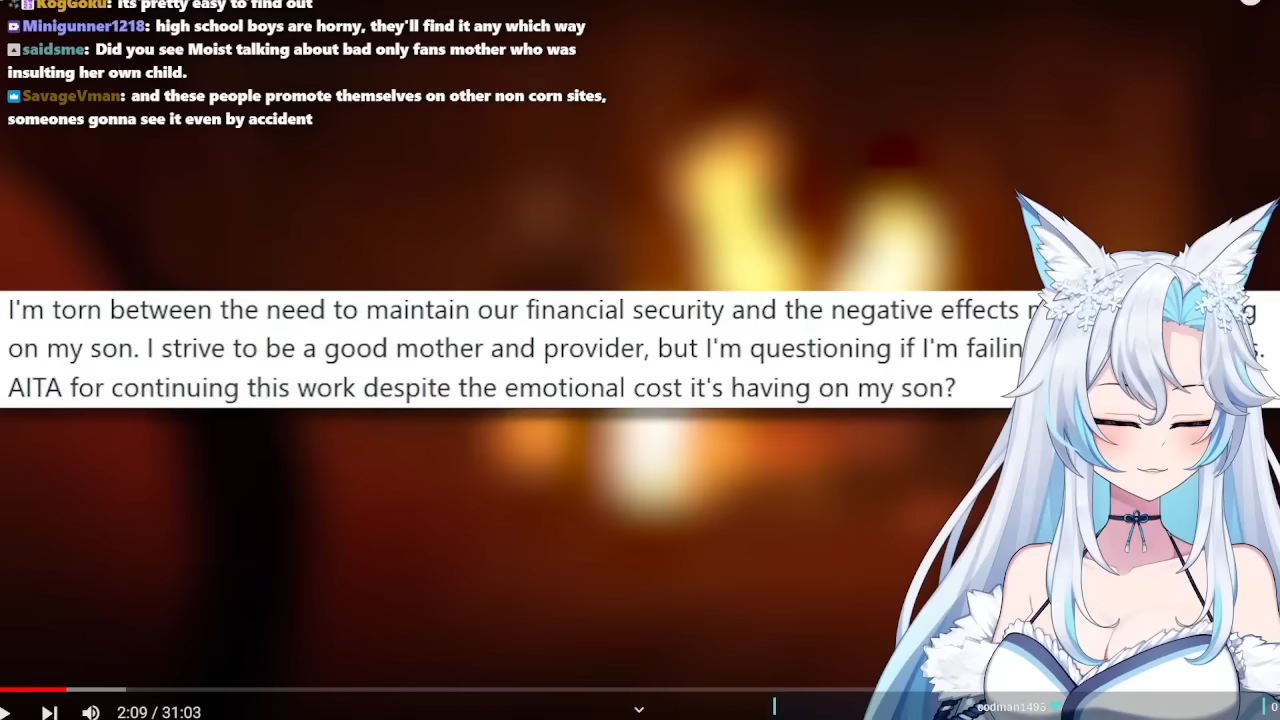 KogGoku: its pretty easy to find out
Minigunner1218: high school boys are horny, they'll find it any which way
saidsme: Did you see Moist talking about bad only fans mother who was
insulting her own child.
SavageVman: and these people promote themselves on other non corn sites,
someones gonna see it even by accident
I'm torn between the need to maintain our financial security and the negative effects
on my son. I strive to be a good mother and provider, but I'm questioning if I'm
AITA for continuing this work despite the emotional cost it's having on my son?
2:09 / 31:03
codman1495
0